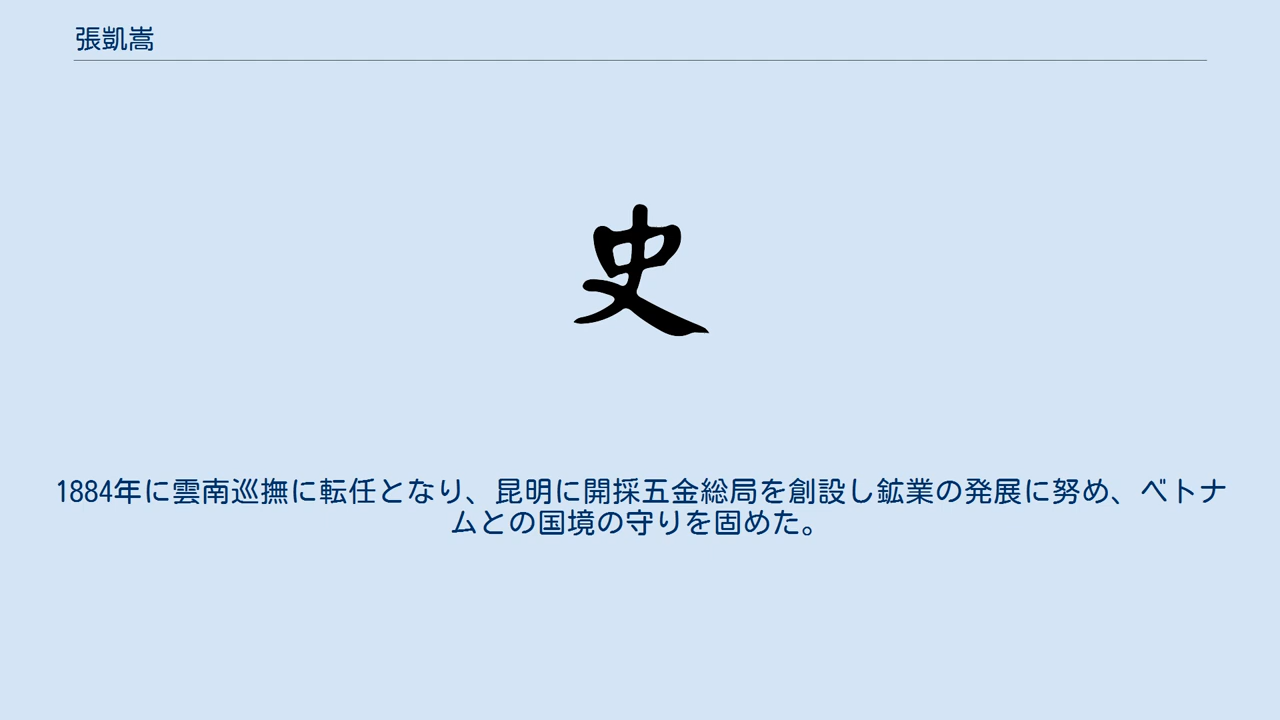 張凱嵩
史
1884年に雲南巡撫に転任となり、昆明に開採五金総局を創設し鉱業の発展に努め、ベトナ
ムとの国境の守りを固めた。